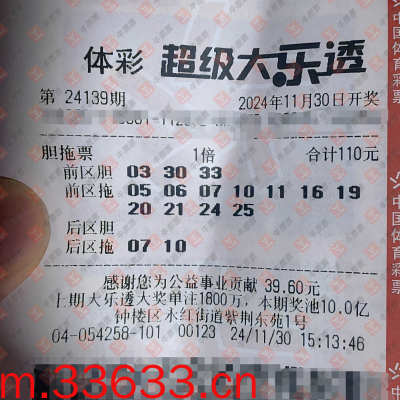 体彩 超级大乐透
第 24139期 2024年11月30日开奖
胆拖票 1倍 合计110元
前区胆 03 30 33
前区拖 05 06 07 10 11 16 19
20 21 24 25
后区胆
后区拖 07 10
感谢您为公益事业贡献 39.60元
上期大乐透大奖单注1800万，本期奖池10.0亿
钟楼区永红街道紫荆东苑1号
04-054258-101 00123 24/11/30 15:13:46
m.33633.cn
中国体育彩票